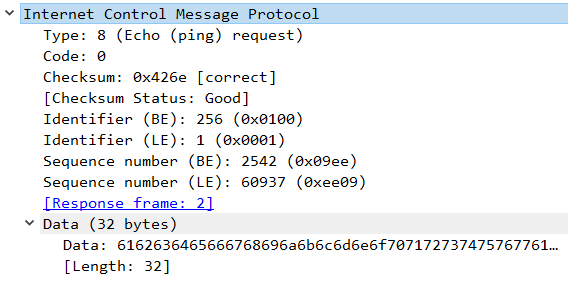 Internet Control Message Protocol
Type: 8 (Echo (ping) request)
Code: 0
Checksum: 0x426e [correct]
[Checksum Status: Good]
Identifier (BE): 256 (0x0100)
Identifier (LE): 1 (0x0001)
Sequence number (BE): 2542 (0x09ee)
Sequence number (LE): 60937 (0xee09)
[Response frame: 2]
Data (32 bytes)
Data: 6162636465666768696a6b6c6d6e6f7071727374757677​61…
[Length: 32]